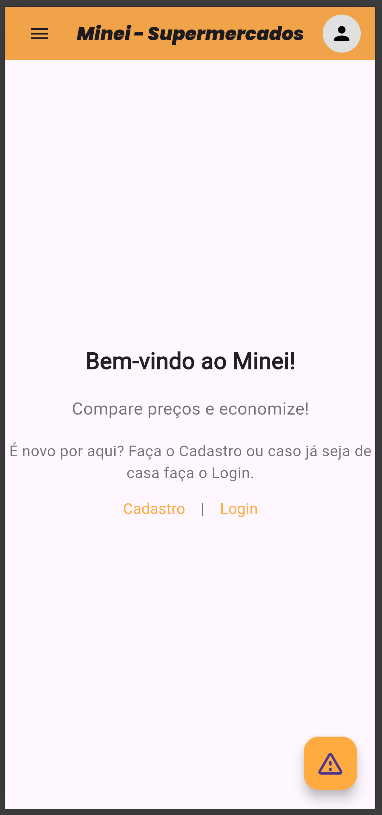 Minei - Supermercados
Bem-vindo ao Minei!
Compare preços e economize!
É novo por aqui? Faça o Cadastro ou caso já seja de
casa faça o Login.
Cadastro | Login